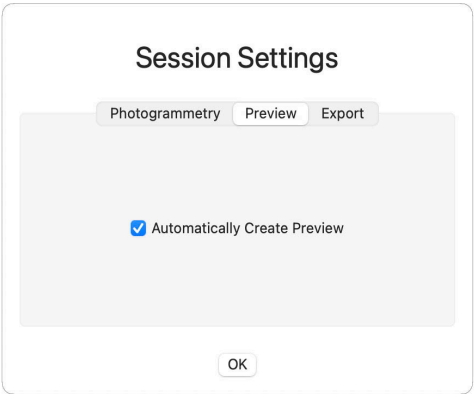 Session Settings
Photogrammetry Preview Export
Automatically Create Preview
OK